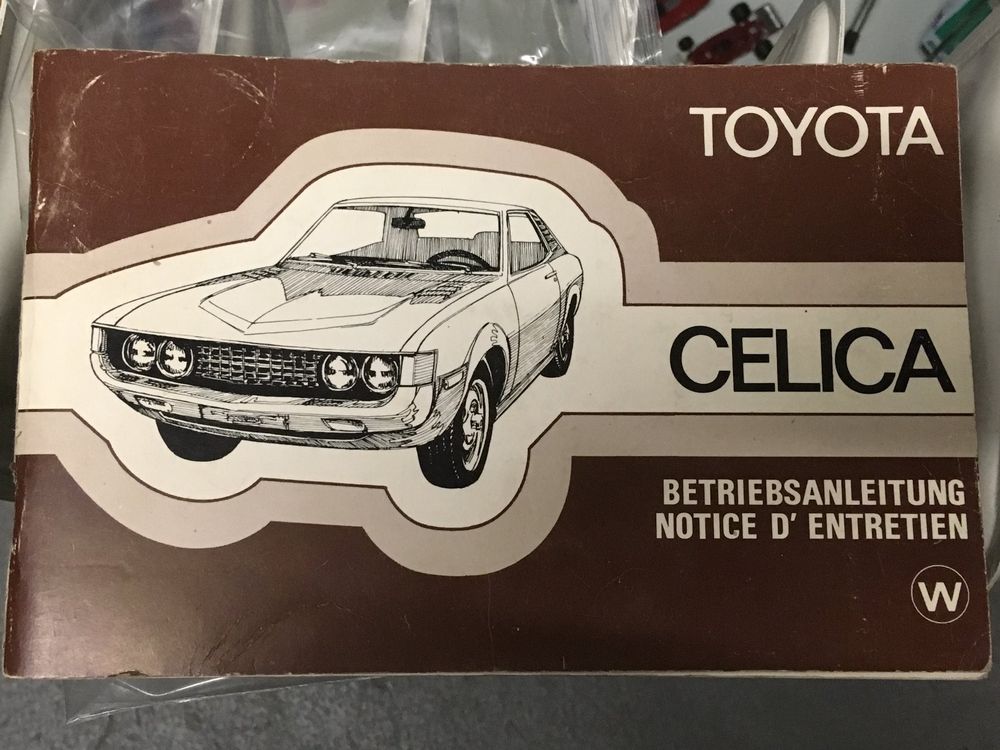 TOYOTA
CELICA
BETRIEBSANLEITUNG
NOTICE D' ENTRETIEN
W